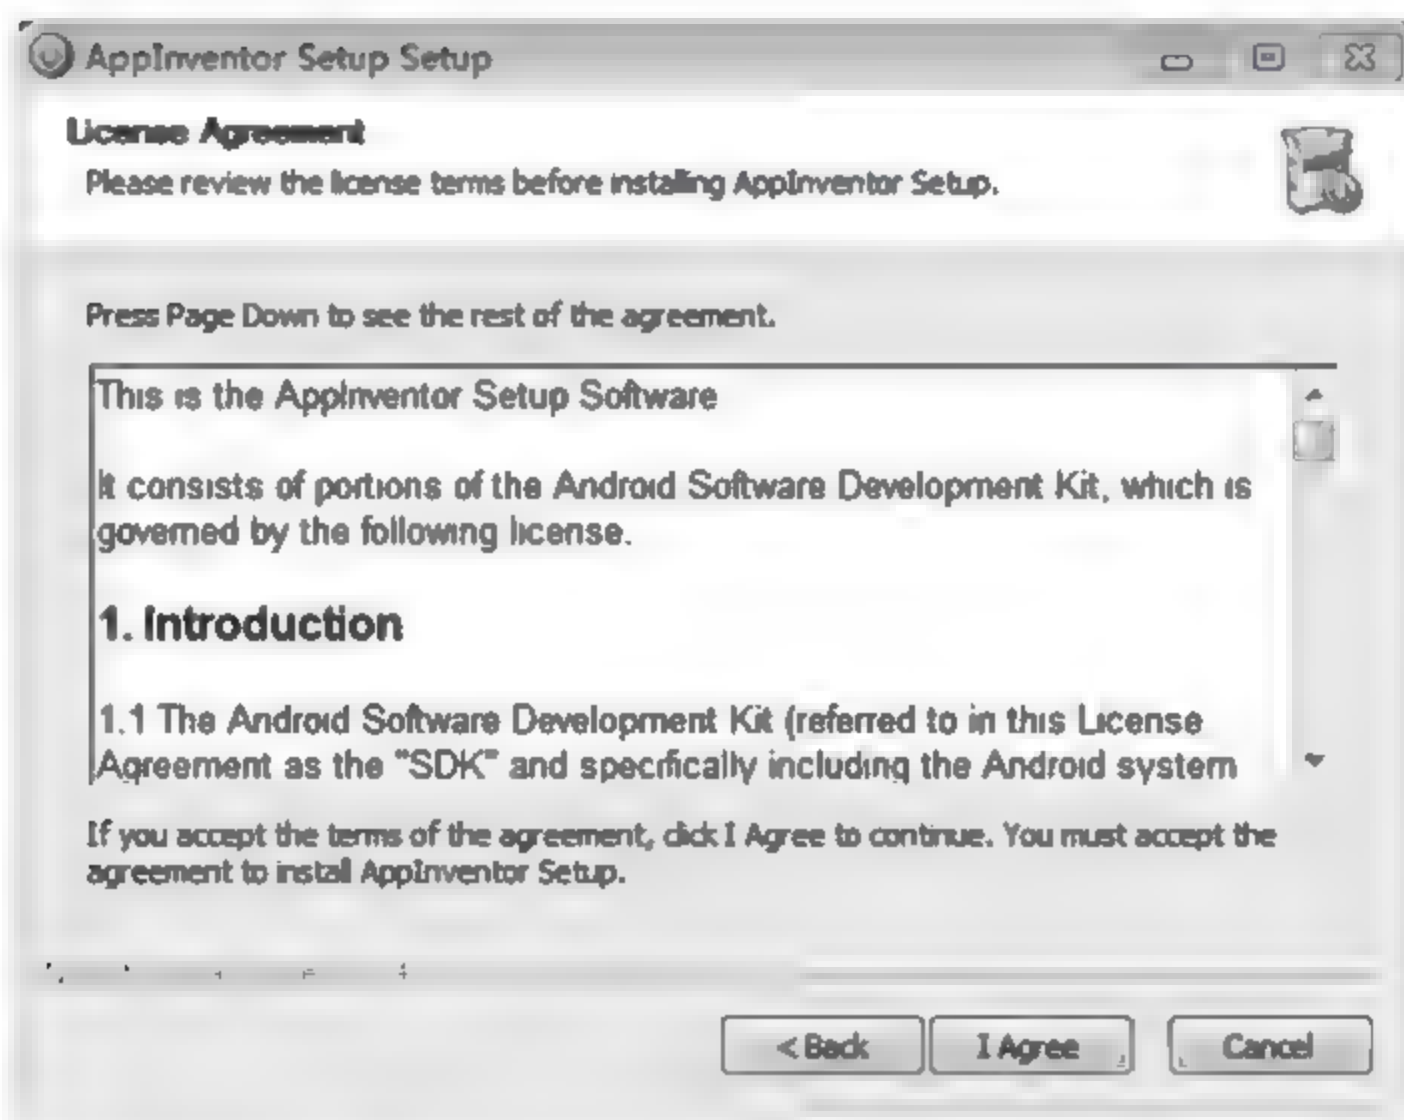 AppInventor Setup Setup
License Agreement
Please review the license terms before installing AppInventor Setup.
Press Page Down to see the rest of the agreement.
This is the AppInventor Setup Software
It consists of portions of the Android Software Development Kit, which is
governed by the following license.
1. Introduction
1.1 The Android Software Development Kit (referred to in this License
Agreement as the "SDK" and specifically including the Android system
If you accept the terms of the agreement, click I Agree to continue. You must accept the
agreement to install AppInventor Setup.
< Back I Agree Cancel